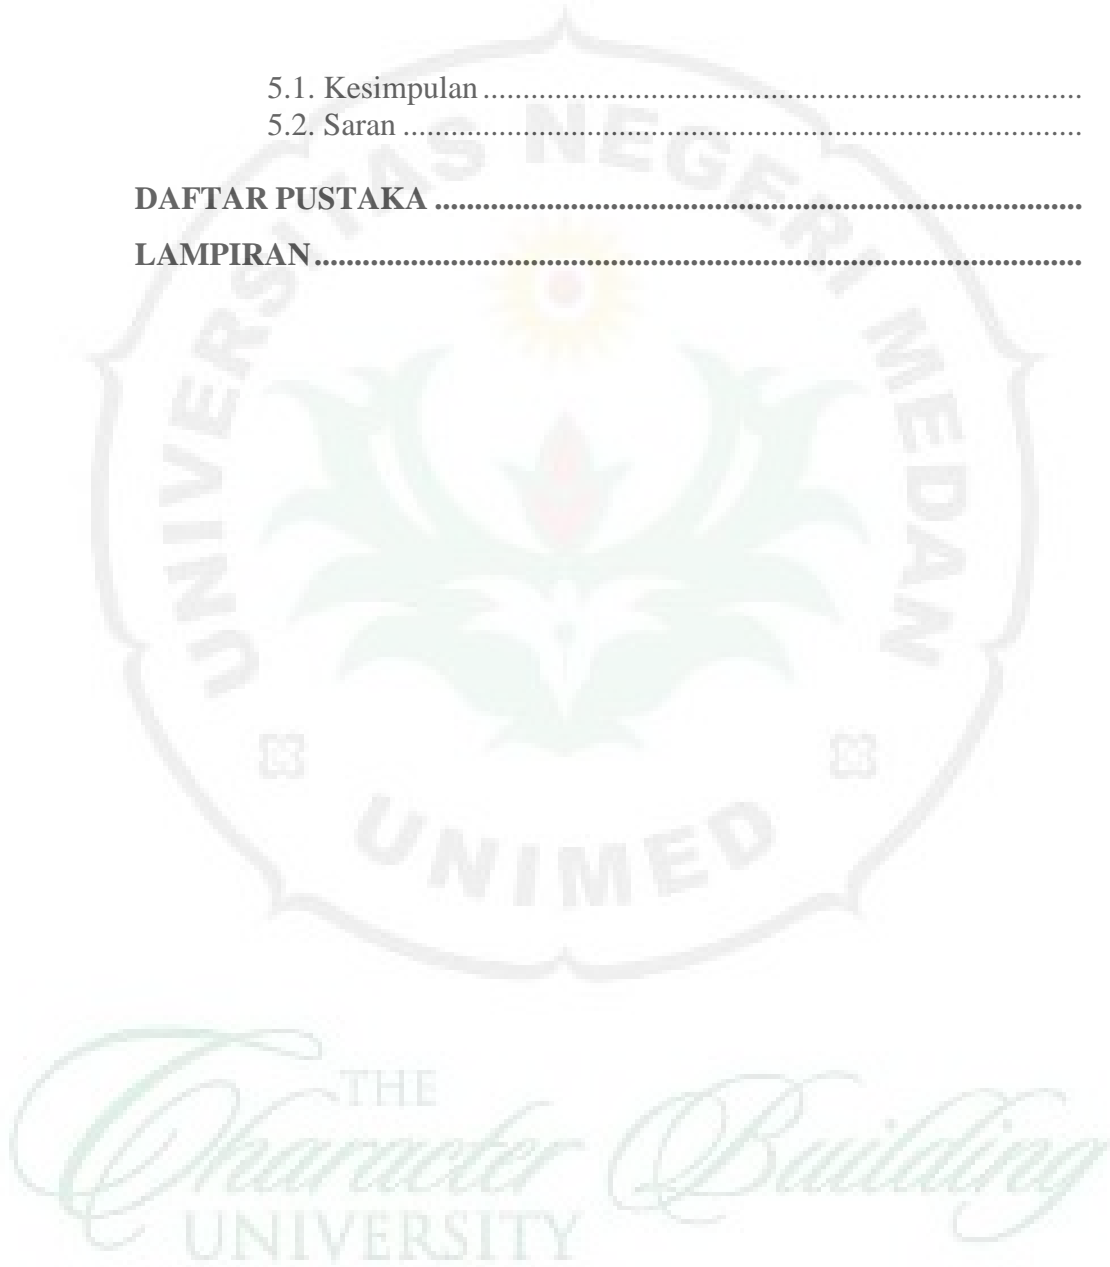 5.1. Kesimpulan ...........................................................................
5.2. Saran .....................................................................................
DAFTAR PUSTAKA .................................................................................
LAMPIRAN ................................................................................................
UNIVERSITAS NEGERI MEDAN
UNIMED
THE
Character Building
UNIVERSITY